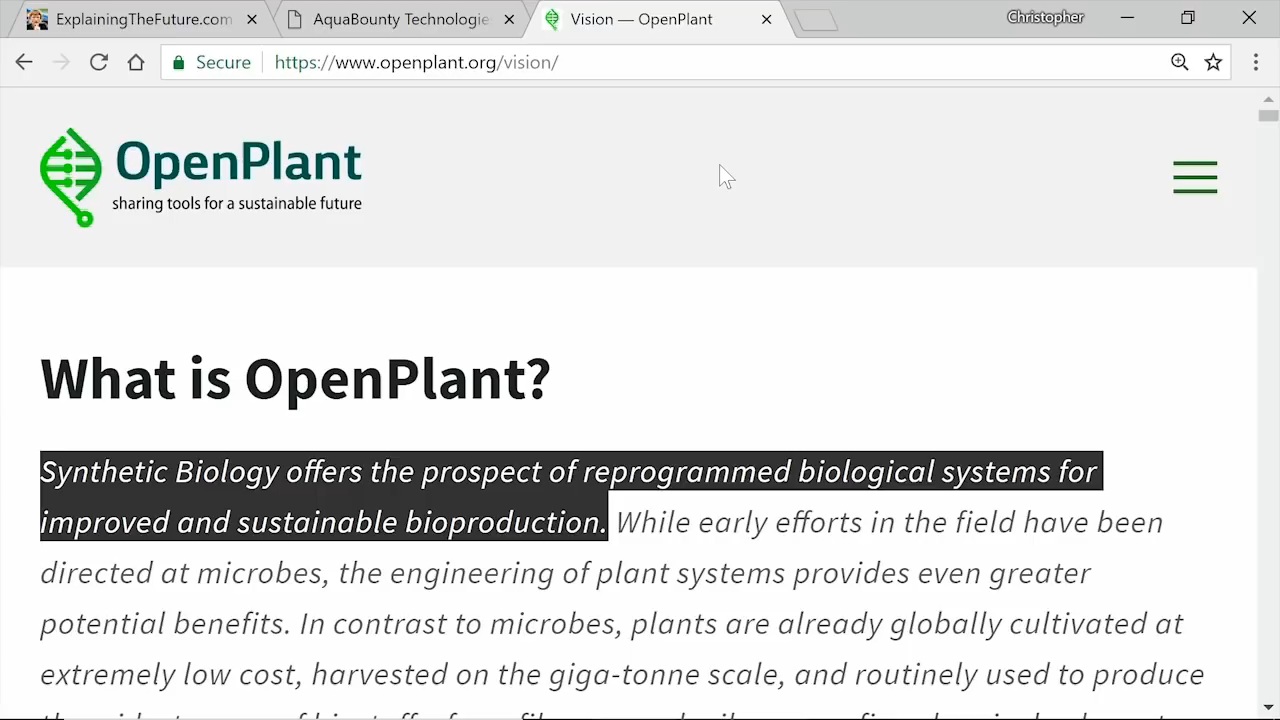 ExplainingTheFuture.com
AquaBounty Technologie
Vision — OpenPlant
Christopher
Secure
https://www.openplant.org/vision/
OpenPlant
sharing tools for a sustainable future
What is OpenPlant?
Synthetic Biology offers the prospect of reprogrammed biological systems for
improved and sustainable bioproduction. While early efforts in the field have been
directed at microbes, the engineering of plant systems provides even greater
potential benefits. In contrast to microbes, plants are already globally cultivated at
extremely low cost, harvested on the giga-tonne scale, and routinely used to produce